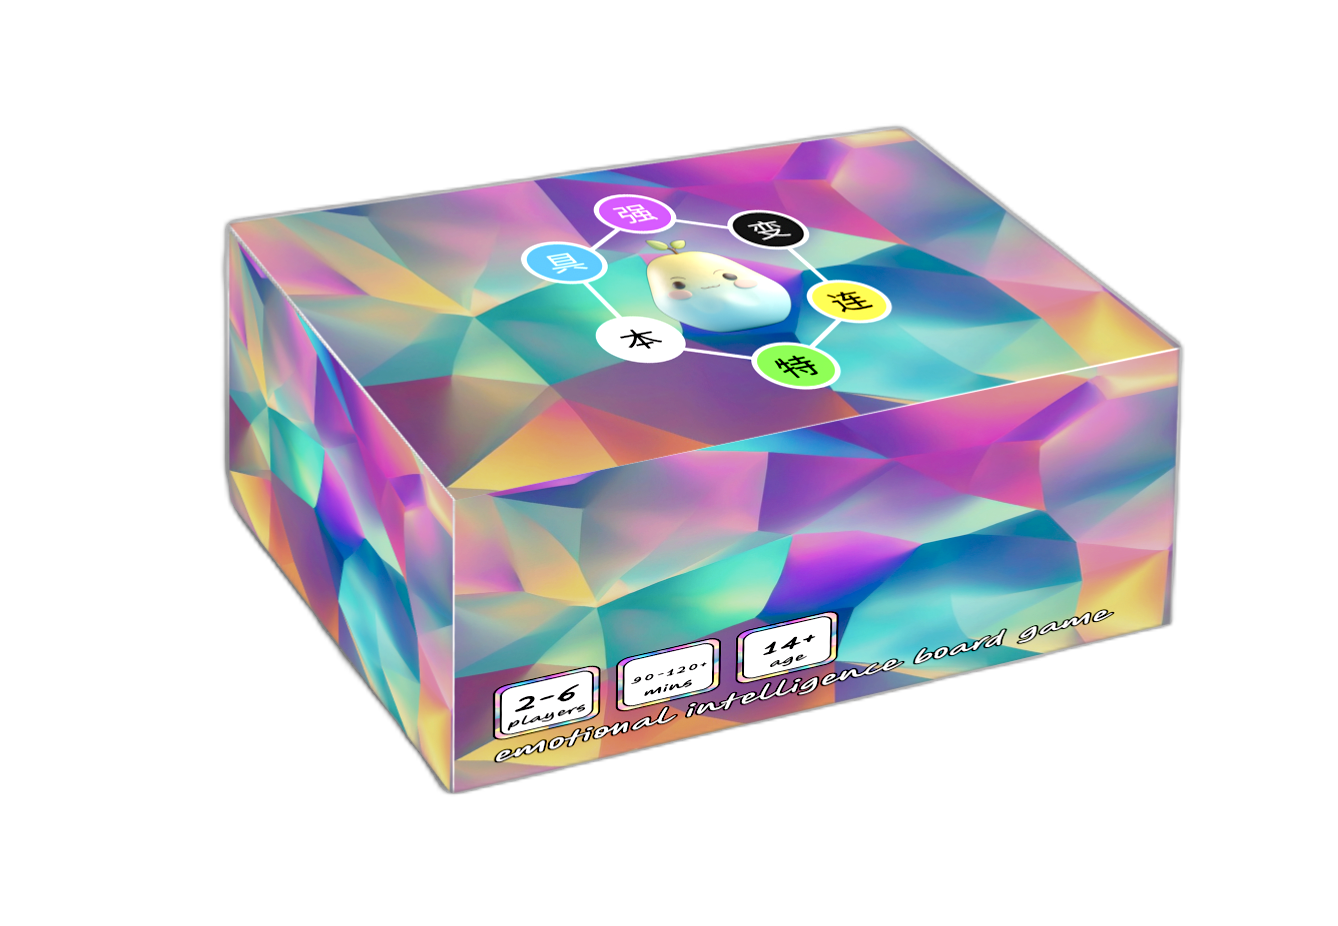 强
变
具
连
本
特
2-6
players
90-120+
mins
14+
age
emotional intelligence board game